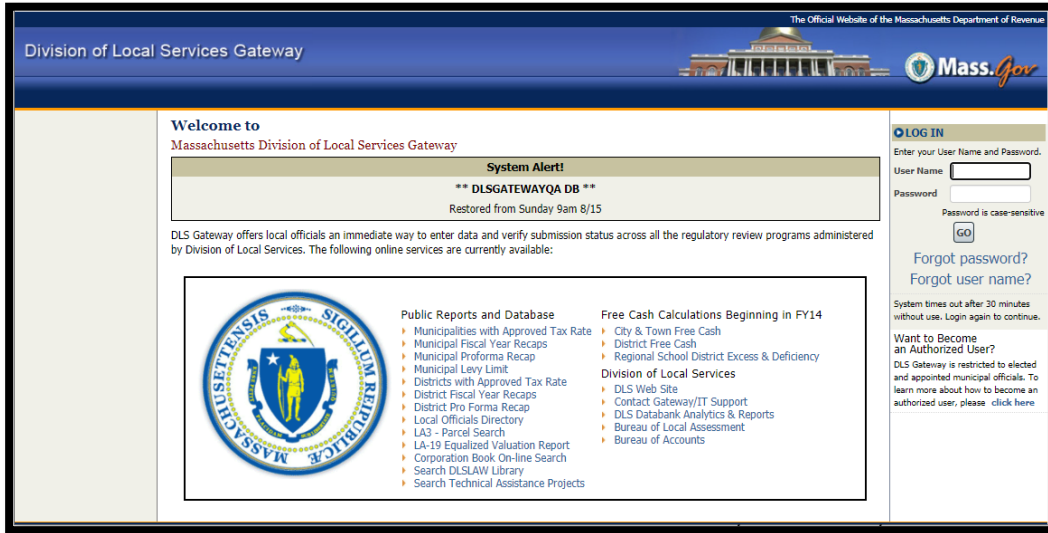 The Official Website of the Massachusetts Department of Revenue
Division of Local Services Gateway
Mass.Gov
Welcome to
Massachusetts Division of Local Services Gateway
System Alert!
** DLSGATEWAYQA DB **
Restored from Sunday 9am 8/15
DLS Gateway offers local officials an immediate way to enter data and verify submission status across all the regulatory review programs administered
by Division of Local Services. The following online services are currently available:
SIGILLUM REIPUBLICÆ MASSACHUSETTENSIS
Public Reports and Database
Municipalities with Approved Tax Rate
Municipal Fiscal Year Recaps
Municipal Proforma Recap
Municipal Levy Limit
Districts with Approved Tax Rate
District Fiscal Year Recaps
District Pro Forma Recap
Local Officials Directory
LA3 - Parcel Search
LA-19 Equalized Valuation Report
Corporation Book On-line Search
Search DLSLAW Library
Search Technical Assistance Projects
Free Cash Calculations Beginning in FY14
City & Town Free Cash
District Free Cash
Regional School District Excess & Deficiency
Division of Local Services
DLS Web Site
Contact Gateway/IT Support
DLS Databank Analytics & Reports
Bureau of Local Assessment
Bureau of Accounts
LOG IN
Enter your User Name and Password.
User Name
Password
Password is case-sensitive
GO
Forgot password?
Forgot user name?
System times out after 30 minutes
without use. Login again to continue.
Want to Become
an Authorized User?
DLS Gateway is restricted to elected
and appointed municipal officials. To
learn more about how to become an
authorized user, please click here